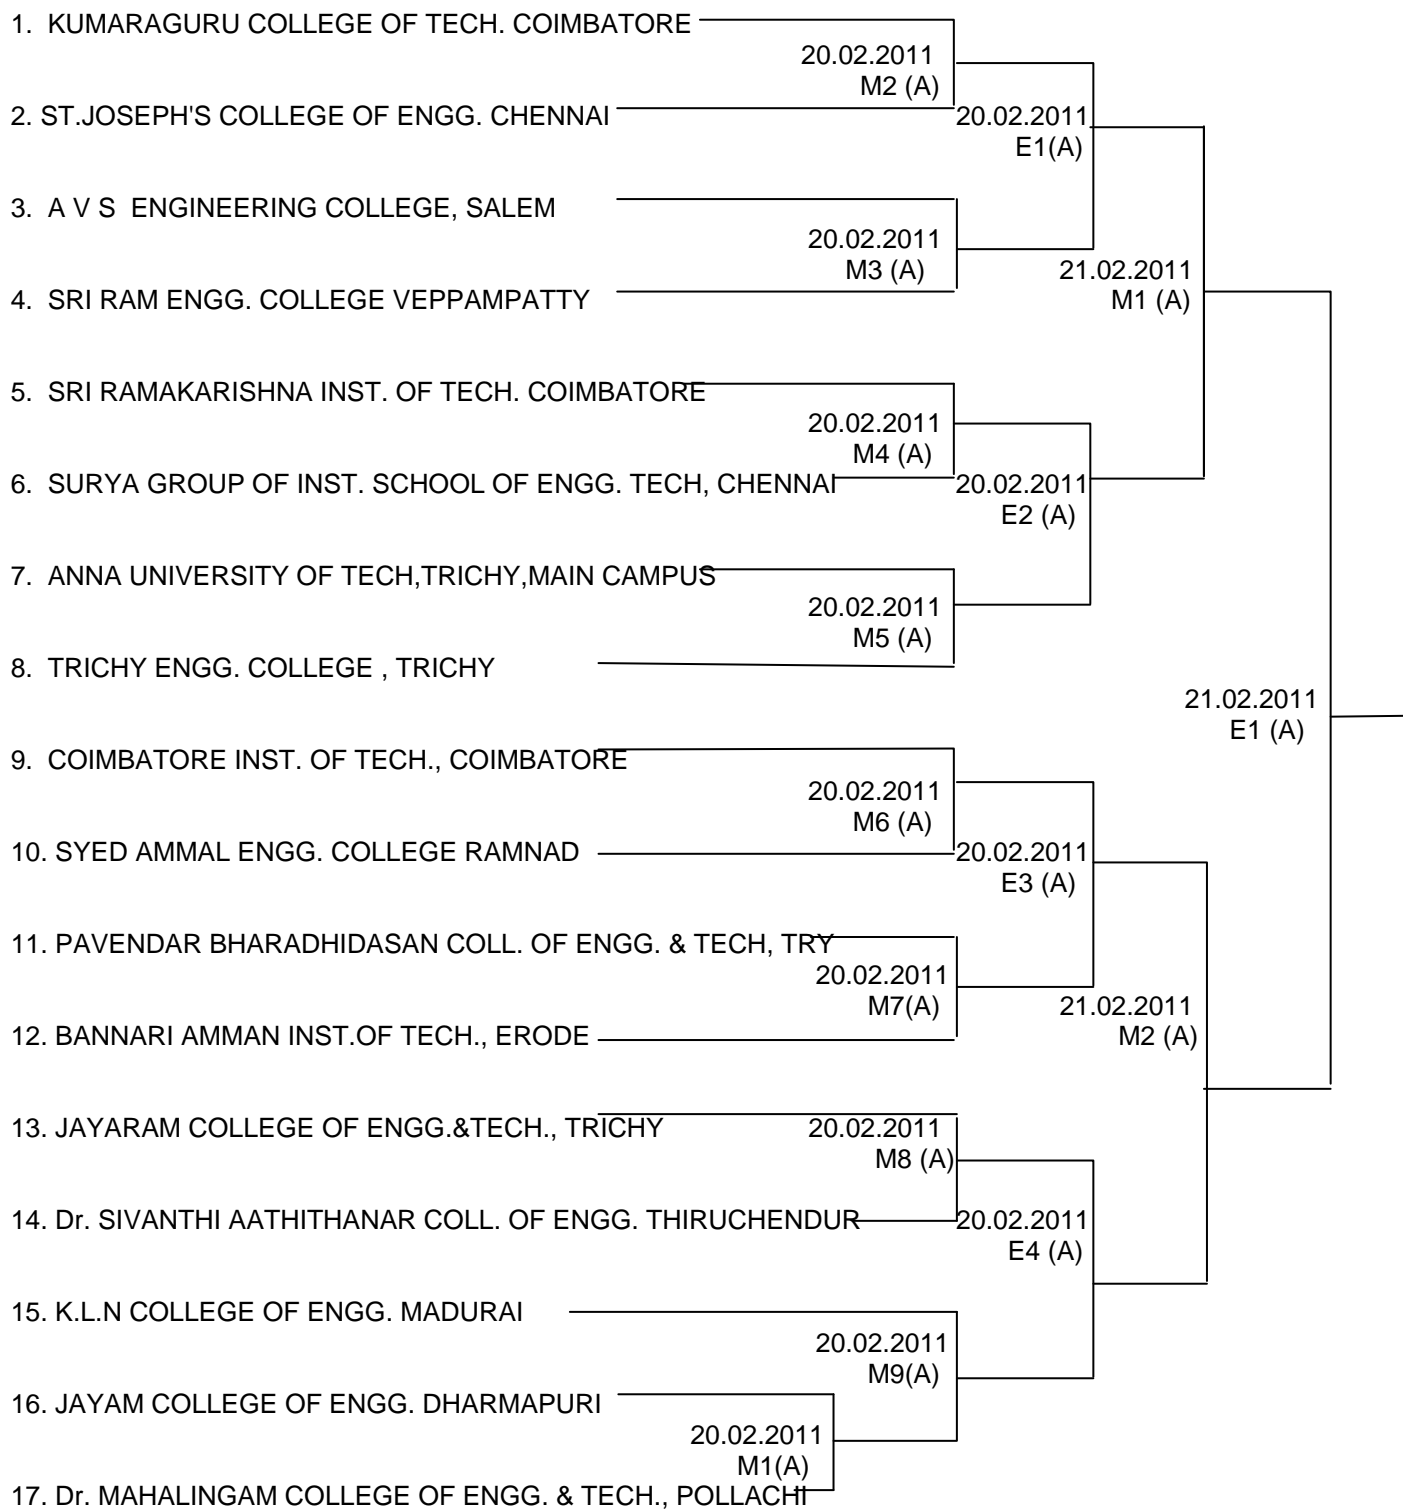 1. KUMARAGURU COLLEGE OF TECH. COIMBATORE
20.02.2011
M2 (A)
2. ST.JOSEPH'S COLLEGE OF ENGG. CHENNAI
20.02.2011
E1(A)
3. A V S ENGINEERING COLLEGE, SALEM
20.02.2011
M3 (A)
21.02.2011
M1 (A)
4. SRI RAM ENGG. COLLEGE VEPPAMPATTY
5. SRI RAMAKARISHNA INST. OF TECH. COIMBATORE
20.02.2011
M4 (A)
6. SURYA GROUP OF INST. SCHOOL OF ENGG. TECH, CHENNAI
20.02.2011
E2 (A)
7. ANNA UNIVERSITY OF TECH,TRICHY,MAIN CAMPUS
20.02.2011
M5 (A)
8. TRICHY ENGG. COLLEGE , TRICHY
21.02.2011
E1 (A)
9. COIMBATORE INST. OF TECH., COIMBATORE
20.02.2011
M6 (A)
10. SYED AMMAL ENGG. COLLEGE RAMNAD
20.02.2011
E3 (A)
11. PAVENDAR BHARADHIDASAN COLL. OF ENGG. & TECH, TRY
20.02.2011
M7(A)
21.02.2011
M2 (A)
12. BANNARI AMMAN INST.OF TECH., ERODE
13. JAYARAM COLLEGE OF ENGG.&TECH., TRICHY
20.02.2011
M8 (A)
14. Dr. SIVANTHI AATHITHANAR COLL. OF ENGG. THIRUCHENDUR
20.02.2011
E4 (A)
15. K.L.N COLLEGE OF ENGG. MADURAI
20.02.2011
M9(A)
16. JAYAM COLLEGE OF ENGG. DHARMAPURI
20.02.2011
M1(A)
17. Dr. MAHALINGAM COLLEGE OF ENGG. & TECH., POLLACHI